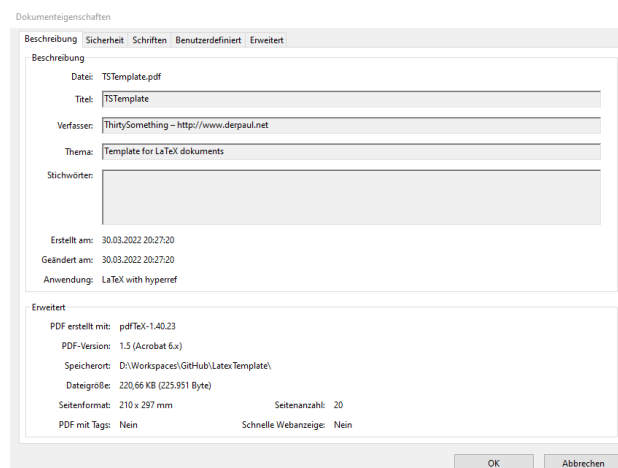 Dokumenteigenschaften
Beschreibung Sicherheit Schriften Benutzerdefiniert Erweitert
Beschreibung
Datei: TSTemplate.pdf
Titel: TSTemplate
Verfasser: ThirtySomething – http://www.derpaul.net
Thema: Template for LaTeX dokuments
Stichwörter:
Erstellt am: 30.03.2022 20:27:20
Geändert am: 30.03.2022 20:27:20
Anwendung: LaTeX with hyperref
Erweitert
PDF erstellt mit: pdfTeX-1.40.23
PDF-Version: 1.5 (Acrobat 6.x)
Speicherort: D:\Workspaces\GitHub\LatexTemplate\
Dateigröße: 220,66 KB (225.951 Byte)
Seitenformat: 210 x 297 mm Seitenanzahl: 20
PDF mit Tags: Nein Schnelle Webanzeige: Nein
OK Abbrechen